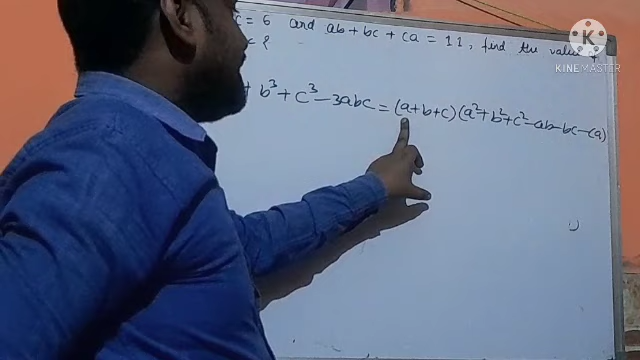 c = 6 and ab + bc + ca = 11, find the value of
+ b³ + c³ - 3abc = (a+b+c)(a²+b²+c²-ab-bc-ca)
KINEMASTER